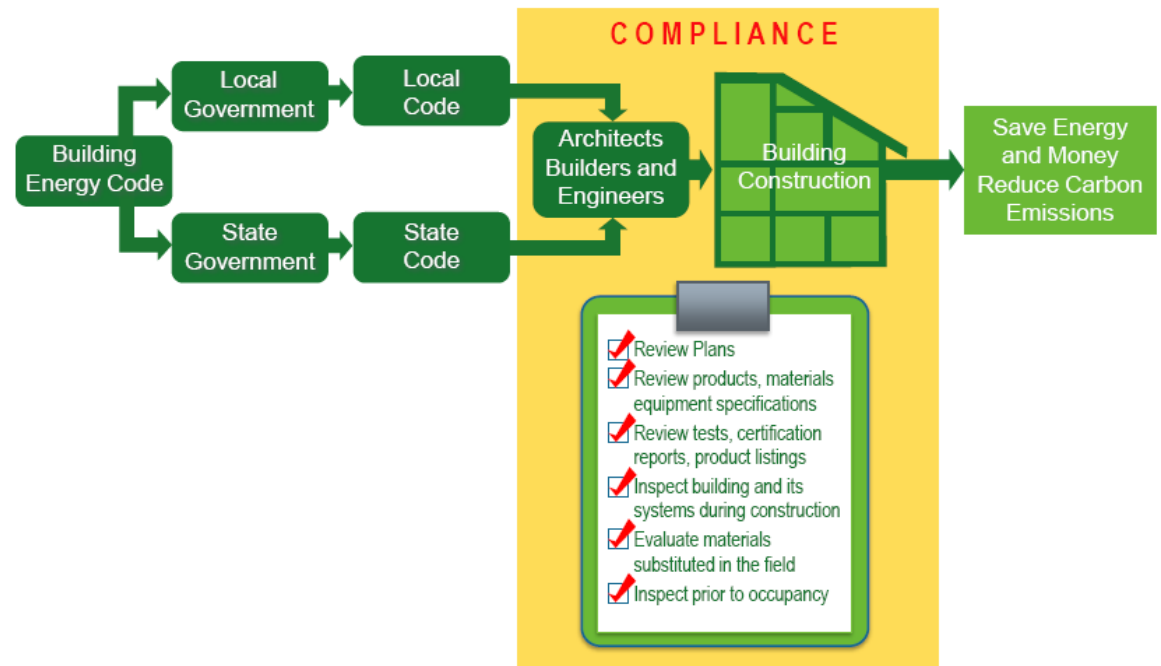 COMPLIANCE
Local
Government
Local
Code
Building
Energy Code
State
Government
State
Code
Architects
Builders and
Engineers
Building
Construction
Save Energy
and Money
Reduce Carbon
Emissions
Review Plans
Review products, materials
equipment specifications
Review tests, certification
reports, product listings
Inspect building and its
systems during construction
Evaluate materials
substituted in the field
Inspect prior to occupancy